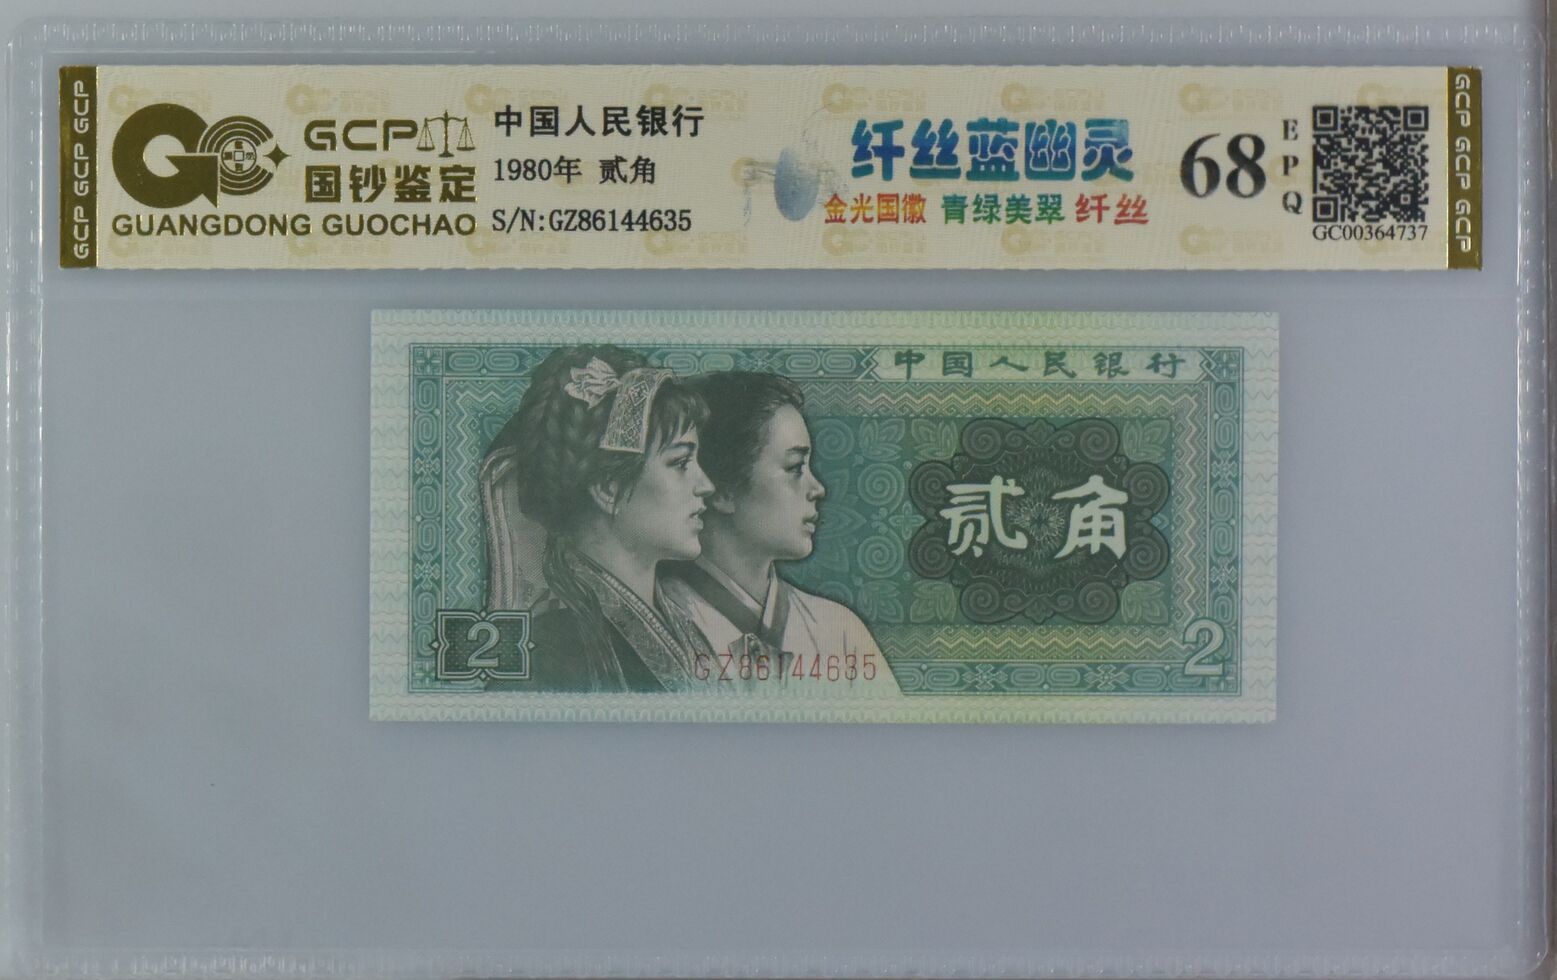 GCP GCP GCP
GCP
国钞鉴定
GUANGDONG GUOCHAO
中国人民银行
1980年 贰角
S/N:GZ86144635
纤丝蓝幽灵
金光国徽 青绿美翠 纤丝
68
EPQ
GC00364737
GCP GCP GCP
中国人民银行
贰角
2
2
GZ86144635